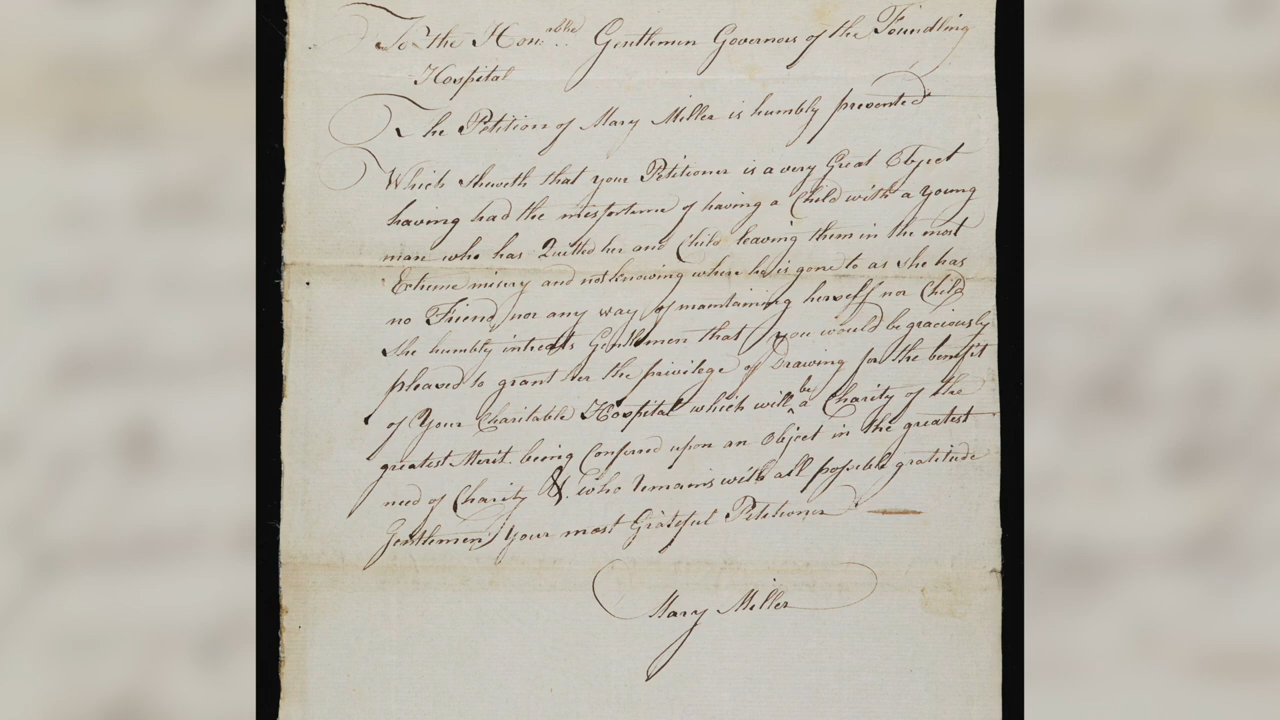 To the Hon:able.. Gentlemen Governors of the Foundling
Hospital
The Petition of Mary Miller is humbly presented
Which sheweth that your Petitioner is a very Great Object
having had the misfortune of having a Child with a young
man who has Quitted her and Child leaving them in the most
Extreme misery and not knowing where he is gone to as she has
no Friend nor any way of maintaining herself nor Child
she humbly intreats Gentlemen that you would be graciously
pleased to grant her the privilege of Drawing for the benefit
of Your Charitable Hospital which will be a Charity of the
greatest Merit. being Conferred upon an Object in the greatest
need of Charity &. who remains with all possible gratitude
Gentlemen) Your most Grateful Petitioner
Mary Miller